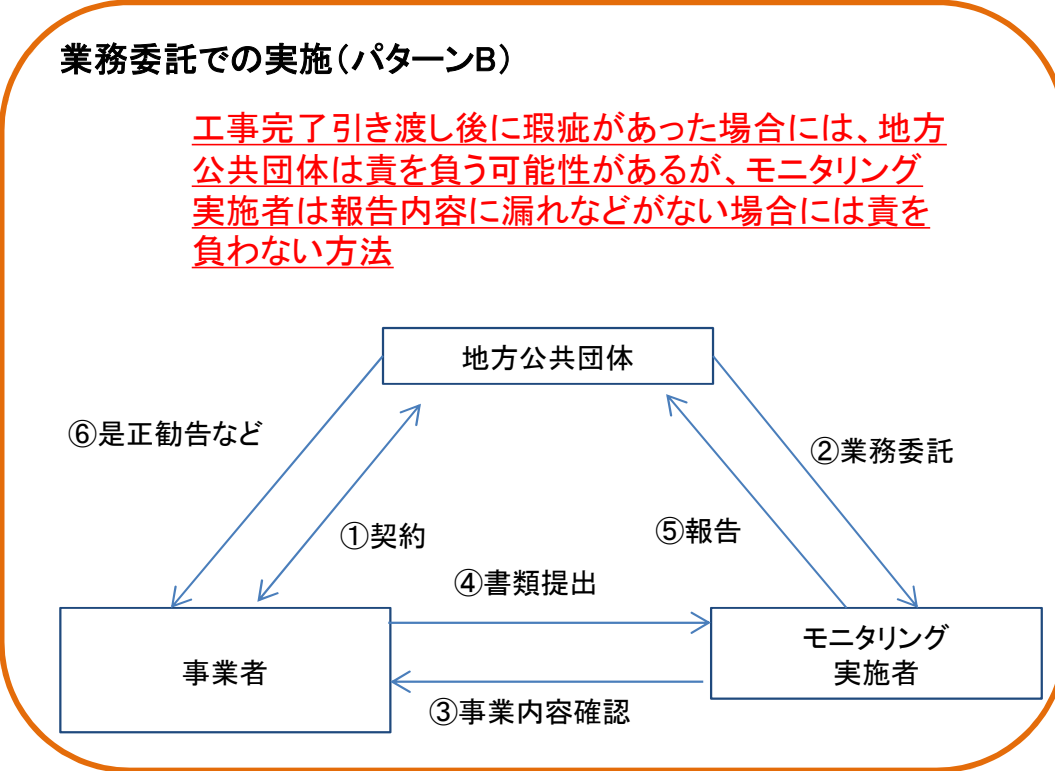 業務委託での実施（パターンB）
工事完了引き渡し後に瑕疵があった場合には、地方
公共団体は責を負う可能性があるが、モニタリング
実施者は報告内容に漏れなどがない場合には責を
負わない方法
地方公共団体
⑥是正勧告など
②業務委託
①契約
⑤報告
④書類提出
事業者
モニタリング
実施者
③事業内容確認